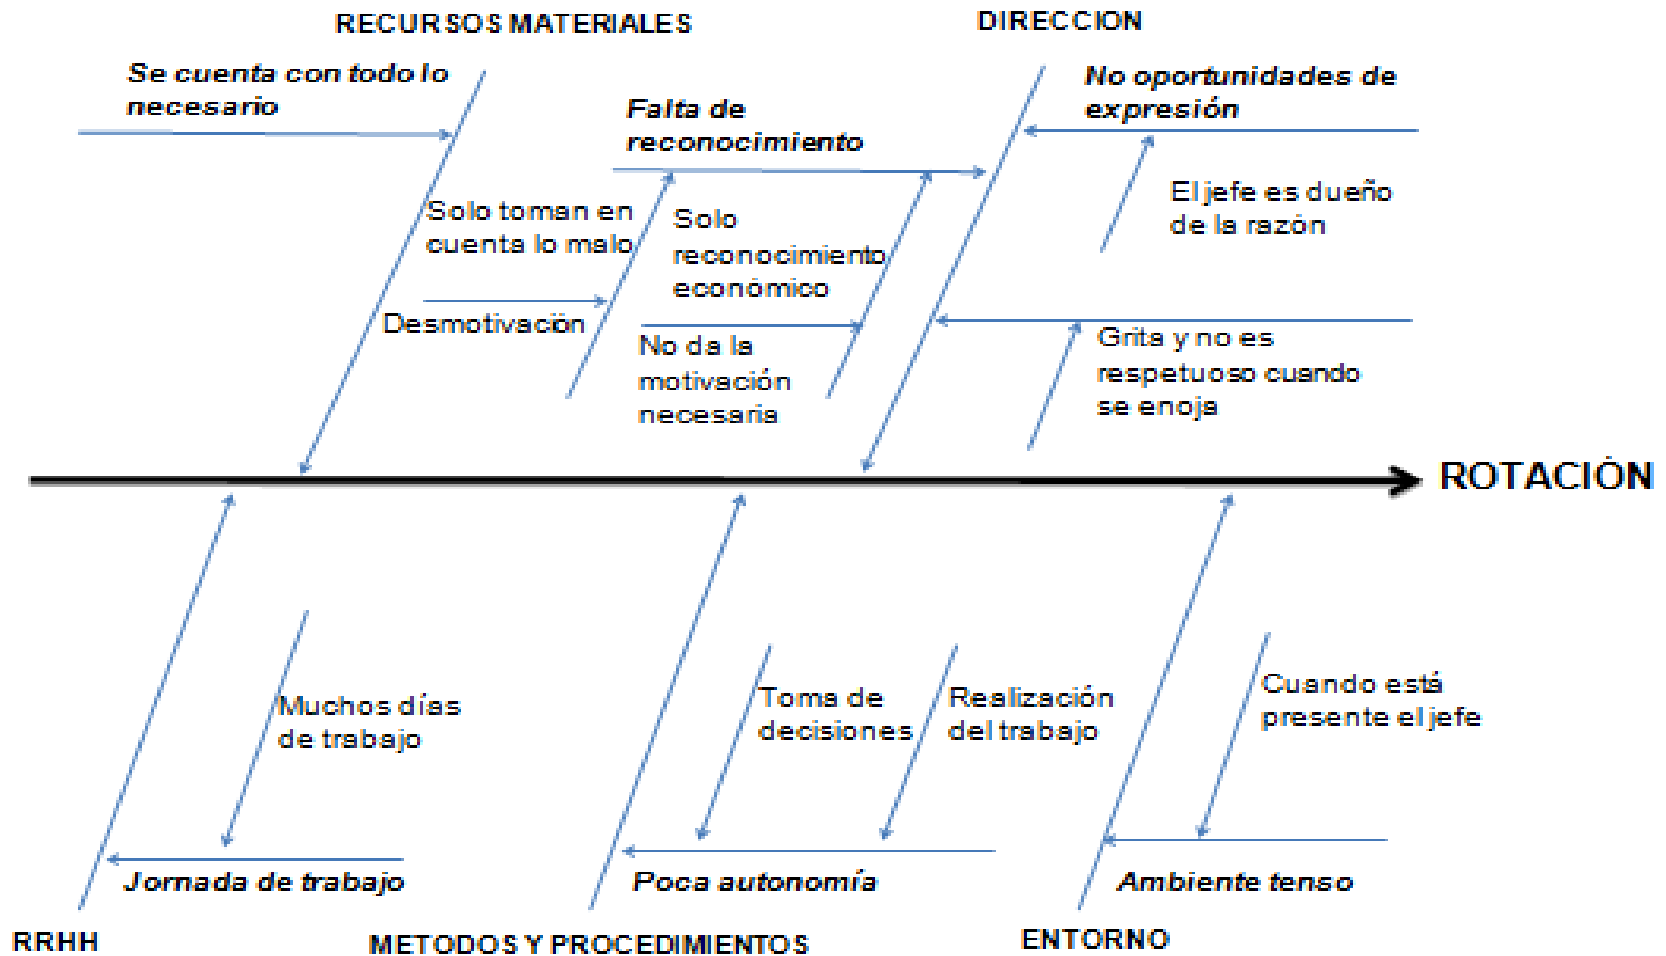 RECURSOS MATERIALES
DIRECCION
Se cuenta con todo lo
necesario
Falta de
reconocimiento
No oportunidades de
expresión
Solo toman en
cuenta lo malo
Desmotivación
Solo
reconocimiento
económico
No da la
motivación
necesaria
El jefe es dueño
de la razón
Grita y no es
respetuoso cuando
se enoja
ROTACIÓN
Muchos días
de trabajo
Toma de
decisiones
Realización
del trabajo
Cuando está
presente el jefe
Jornada de trabajo
Poca autonomía
Ambiente tenso
RRHH
METODOS Y PROCEDIMIENTOS
ENTORNO